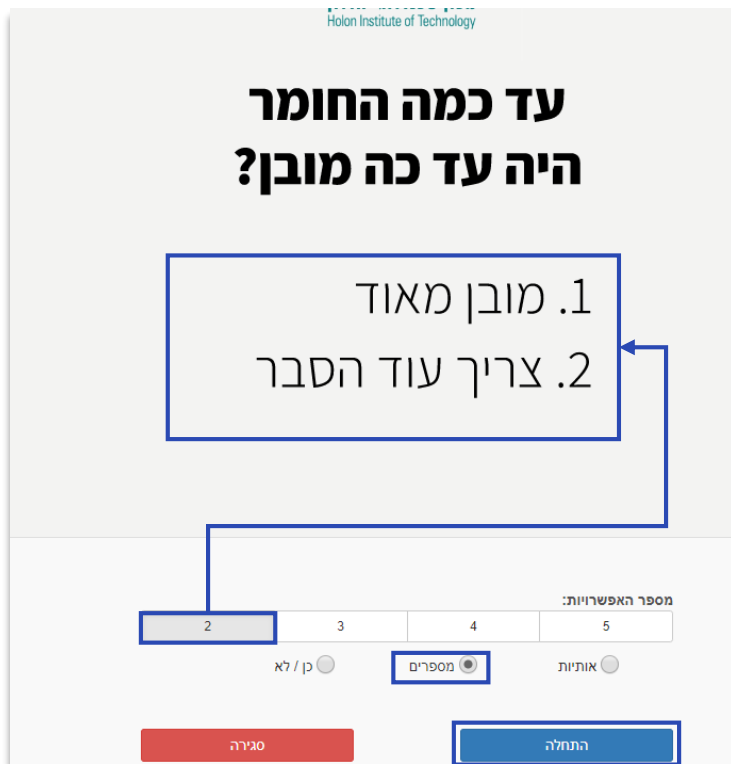 Holon Institute of Technology
עד כמה החומר
היה עד כה מובן?
1. מובן מאוד
2. צריך עוד הסבר
מספר האפשרויות:
5 4 3 2
אותיות מספרים כן / לא
התחלה סגירה